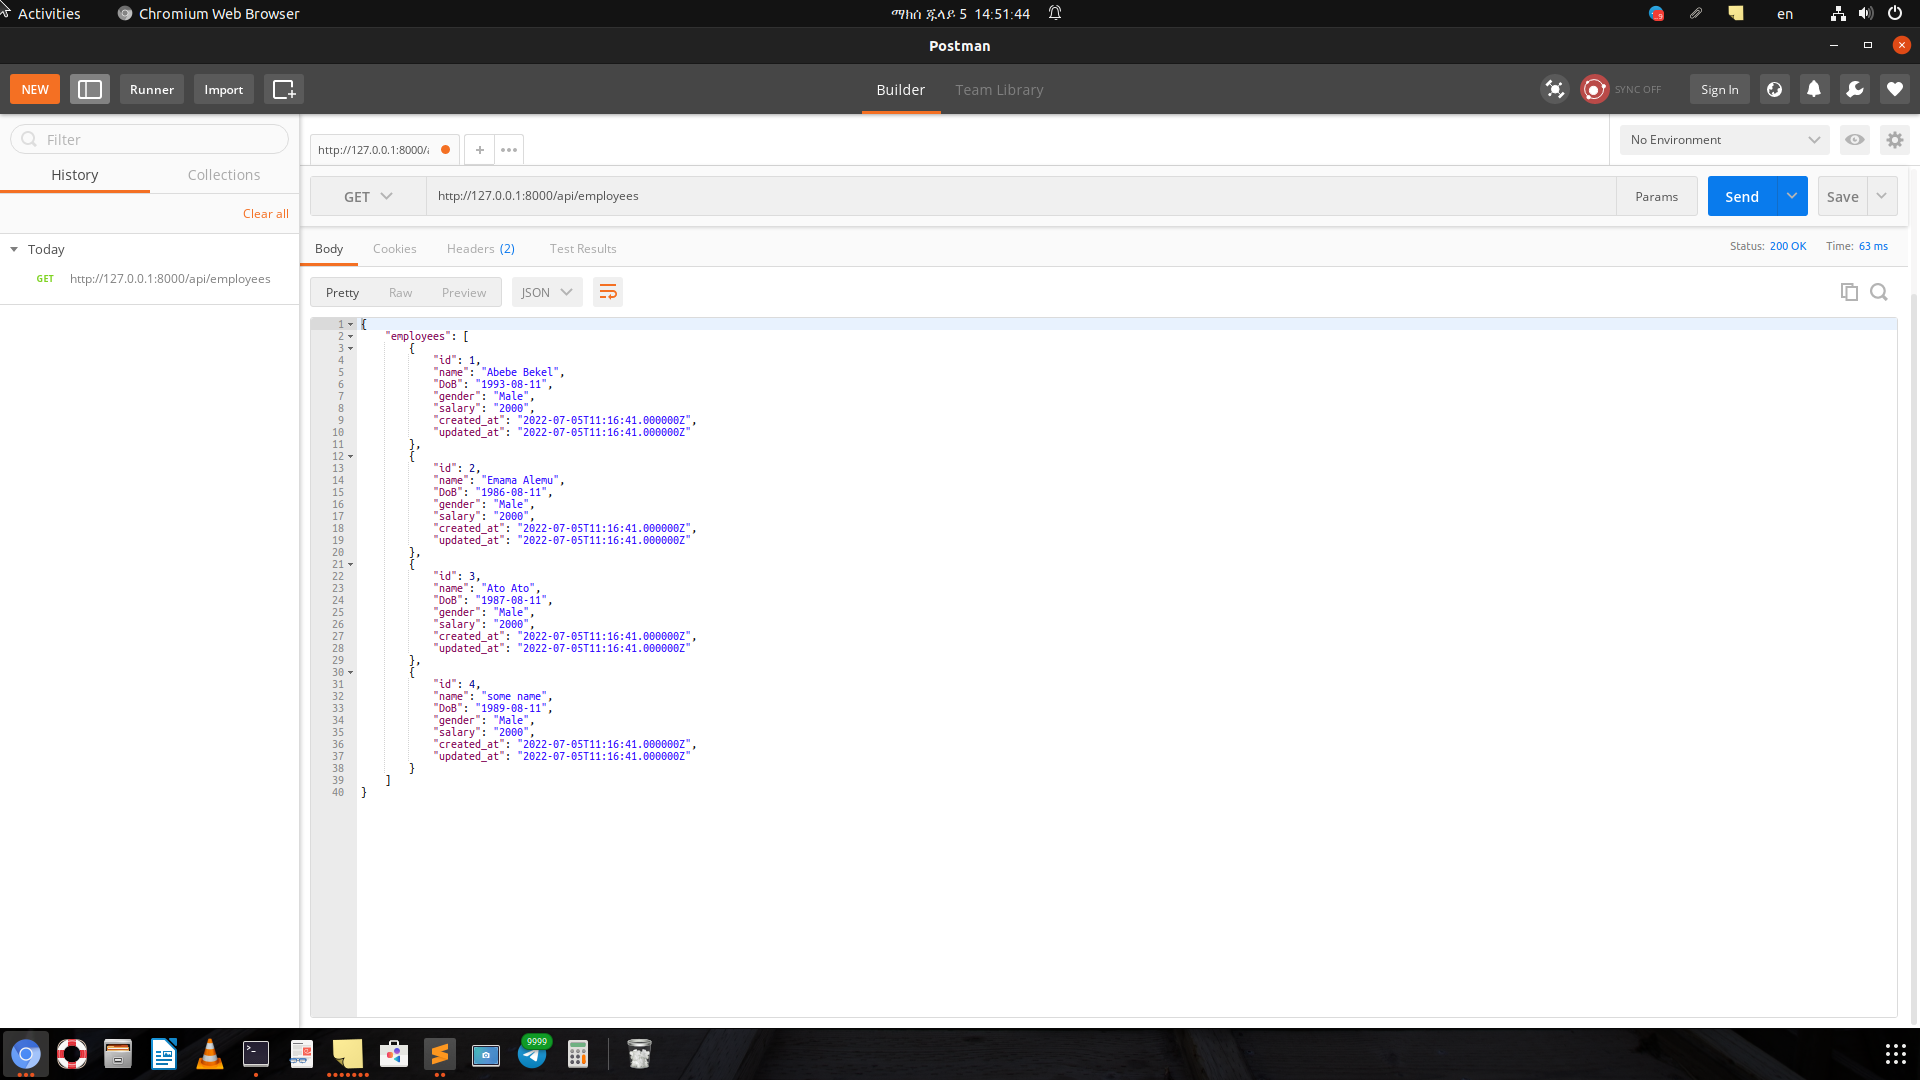 Activities
Chromium Web Browser
ማክሰ ጁላይ 5 14:51:44
en
Postman
NEW
Runner
Import
Builder
Team Library
SYNC OFF
Sign In
Filter
History
Collections
Clear all
Today
GET http://127.0.0.1:8000/api/employees
http://127.0.0.1:8000/
No Environment
GET
http://127.0.0.1:8000/api/employees
Params
Send
Save
Body
Cookies
Headers (2)
Test Results
Status: 200 OK
Time: 63 ms
Pretty
Raw
Preview
JSON
1 {
2 "employees": [
3 {
4 "id": 1,
5 "name": "Abebe Bekel",
6 "DoB": "1993-08-11",
7 "gender": "Male",
8 "salary": "2000",
9 "created_at": "2022-07-05T11:16:41.000000Z",
10 "updated_at": "2022-07-05T11:16:41.000000Z"
11 },
12 {
13 "id": 2,
14 "name": "Emama Alemu",
15 "DoB": "1986-08-11",
16 "gender": "Male",
17 "salary": "2000",
18 "created_at": "2022-07-05T11:16:41.000000Z",
19 "updated_at": "2022-07-05T11:16:41.000000Z"
20 },
21 {
22 "id": 3,
23 "name": "Ato Ato",
24 "DoB": "1987-08-11",
25 "gender": "Male",
26 "salary": "2000",
27 "created_at": "2022-07-05T11:16:41.000000Z",
28 "updated_at": "2022-07-05T11:16:41.000000Z"
29 },
30 {
31 "id": 4,
32 "name": "some name",
33 "DoB": "1989-08-11",
34 "gender": "Male",
35 "salary": "2000",
36 "created_at": "2022-07-05T11:16:41.000000Z",
37 "updated_at": "2022-07-05T11:16:41.000000Z"
38 }
39 ]
40 }
9999